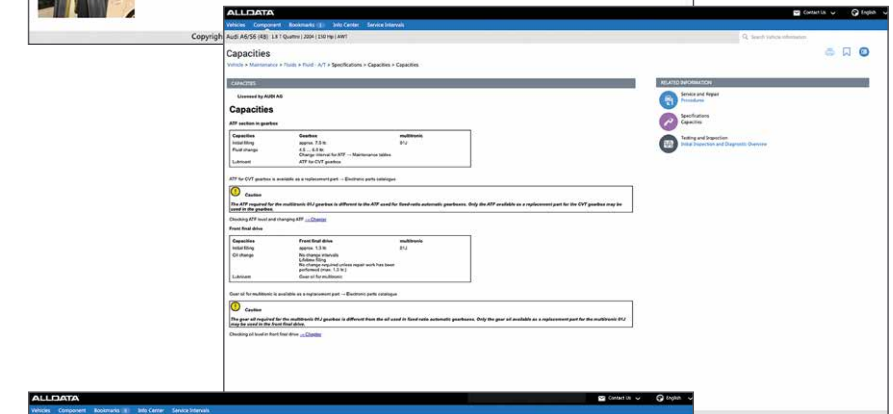 ALLDATA
Contact Us
English
Vehicles Component Bookmarks Info Center Service Intervals
Copyrigh
Audi A6/S6 (4B) 1.8 T Quattro | 2004 | 150 Hp | AWT
Search Vehicle Information
Capacities
Vehicle » Maintenance » Fluids » Fluid - A/T » Specifications » Capacities » Capacities
CAPACITIES
Licensed by AUDI AG
Capacities
ATF section in gearbox
Capacities Gearbox multitronic
Initial filling approx. 7.5 ltr. 01J
Fluid change
Change interval for ATF → Maintenance tables
Lubricant ATF for CVT gearbox
ATF for CVT gearbox is available as a replacement part → Electronic parts catalogue
Caution
The ATF required for the multitronic 01J gearbox is different to the ATF used for fixed-ratio automatic gearboxes. Only the ATF available as a replacement part for the CVT gearbox may be
used in the gearbox.
Checking ATF level and changing ATF → Chapter
Front final drive
Capacities Front final drive multitronic
Initial filling approx. 1.3 ltr. 01J
Oil change No change intervals
Lifetime filling
No change required unless repair work has been
performed (max. 1.3 ltr.)
Lubricant Gear oil for multitronic
Gear oil for multitronic is available as a replacement part → Electronic parts catalogue
Caution
The gear oil required for the multitronic 01J gearbox is different from the oil used in fixed-ratio automatic gearboxes. Only the gear oil available as a replacement part for the multitronic 01J
may be used in the front final drive.
Checking oil level in front final drive → Chapter
RELATED INFORMATION
Service and Repair
Procedures
Specifications
Capacities
Testing and Inspection
Initial Inspection and Diagnostic Overview
ALLDATA
Contact Us
English
Vehicles Component Bookmarks Info Center Service Intervals